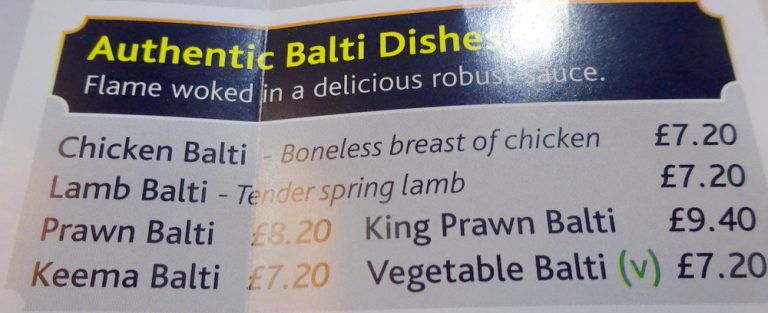 Authentic Balti Dishes
Flame woked in a delicious robust sauce.
Chicken Balti - Boneless breast of chicken £7.20
Lamb Balti - Tender spring lamb £7.20
Prawn Balti £8.20 King Prawn Balti £9.40
Keema Balti £7.20 Vegetable Balti (v) £7.20